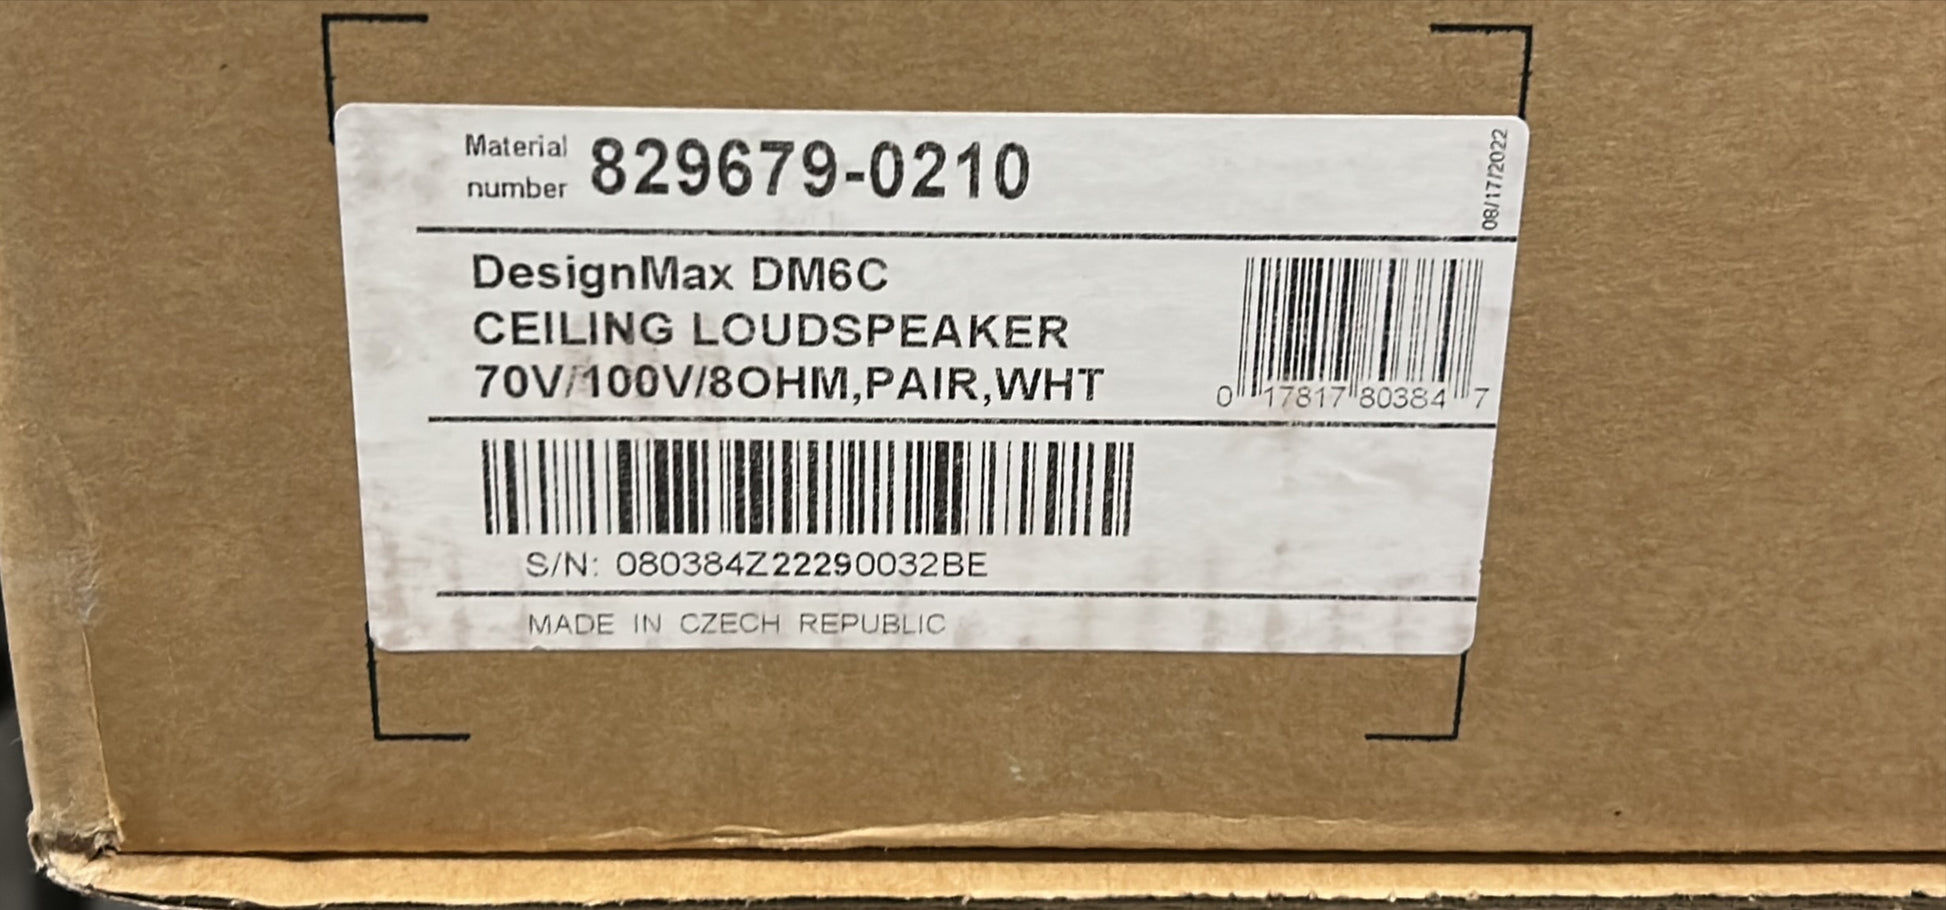 Material
number 829679-0210
08/17/2022
DesignMax DM6C
CEILING LOUDSPEAKER
70V/100V/8OHM,PAIR,WHT
0 17817 80384 7
S/N: 080384Z22290032BE
MADE IN CZECH REPUBLIC